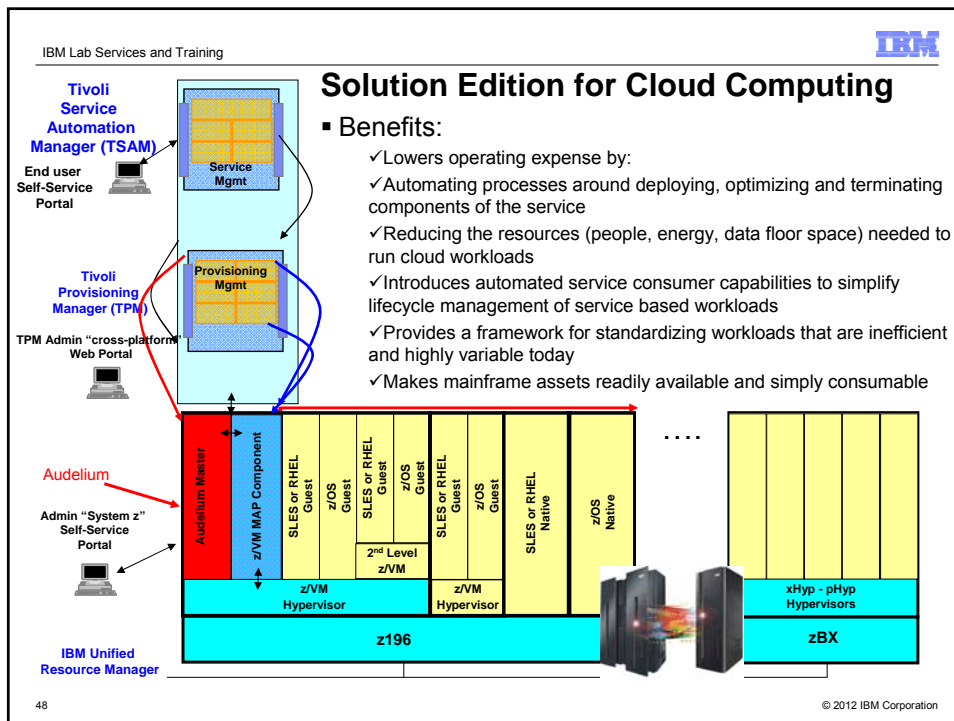 IBM Lab Services and Training
IBM
Solution Edition for Cloud Computing
Tivoli
Service
Automation
Manager (TSAM)
End user
Self-Service
Portal
Service
Mgmt
▪ Benefits:
✓Lowers operating expense by:
✓Automating processes around deploying, optimizing and terminating
components of the service
✓Reducing the resources (people, energy, data floor space) needed to
run cloud workloads
✓Introduces automated service consumer capabilities to simplify
lifecycle management of service based workloads
✓Provides a framework for standardizing workloads that are inefficient
and highly variable today
✓Makes mainframe assets readily available and simply consumable
Tivoli
Provisioning
Manager (TPM)
Provisioning
Mgmt
TPM Admin “cross-platform”
Web Portal
Audelium
Admin “System z”
Self-Service
Portal
Audelium Master
z/VM MAP Component
SLES or RHEL
Guest
z/OS
Guest
SLES or RHEL
Guest
z/OS
Guest
2nd Level
z/VM
SLES or RHEL
Guest
z/OS
Guest
SLES or RHEL
Native
z/OS
Native
....
z/VM
Hypervisor
z/VM
Hypervisor
xHyp - pHyp
Hypervisors
z196
zBX
IBM Unified
Resource Manager
48
© 2012 IBM Corporation